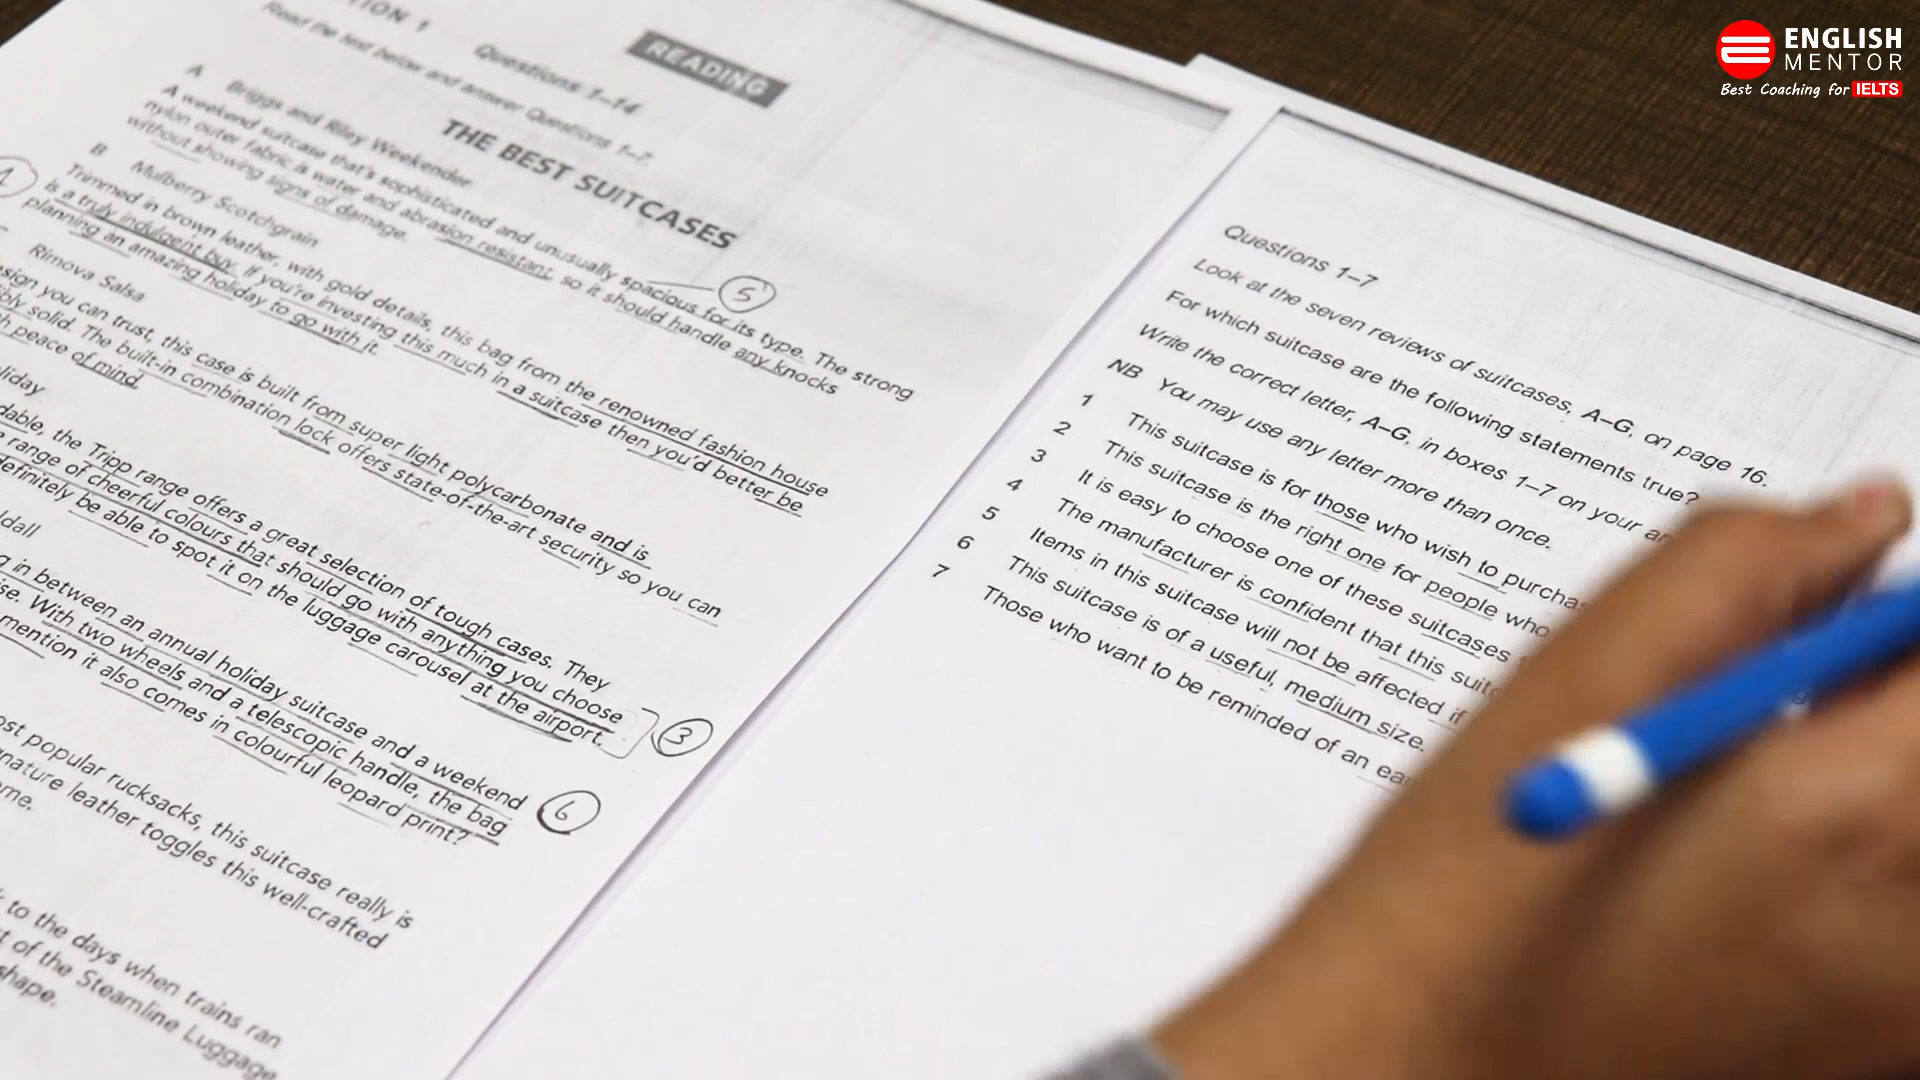 TION 1
READING
Questions 1–14
Read the text below and answer Questions 1–7.
THE BEST SUITCASES
A Briggs and Riley Weekender
A weekend suitcase that's sophisticated and unusually spacious for its type. The strong
nylon outer fabric is water and abrasion resistant, so it should handle any knocks
without showing signs of damage.
B Mulberry Scotchgrain
Trimmed in brown leather, with gold details, this bag from the renowned fashion house
is a truly indulgent buy. If you're investing this much in a suitcase then you'd better be
planning an amazing holiday to go with it.
Rimova Salsa
esign you can trust, this case is built from super light polycarbonate and is
bly solid. The built-in combination lock offers state-of-the-art security so you can
peace of mind.
liday
dable, the Tripp range offers a great selection of tough cases. They
range of cheerful colours that should go with anything you choose
definitely be able to spot it on the luggage carousel at the airport.
ldall
g in between an annual holiday suitcase and a weekend
ise. With two wheels and a telescopic handle, the bag
mention it also comes in colourful leopard print?
ost popular rucksacks, this suitcase really is
nature leather toggles this well-crafted
me.
to the days when trains ran
t of the Steamline Luggage
shape.
1
5
3
6
Questions 1–7
Look at the seven reviews of suitcases, A–G, on page 16.
For which suitcase are the following statements true?
Write the correct letter, A–G, in boxes 1–7 on your an
NB You may use any letter more than once.
1 This suitcase is for those who wish to purchas
2 This suitcase is the right one for people who
3 It is easy to choose one of these suitcases
4 The manufacturer is confident that this suitc
5 Items in this suitcase will not be affected if
6 This suitcase is of a useful, medium size.
7 Those who want to be reminded of an ea
ENGLISH
MENTOR
Best Coaching for IELTS